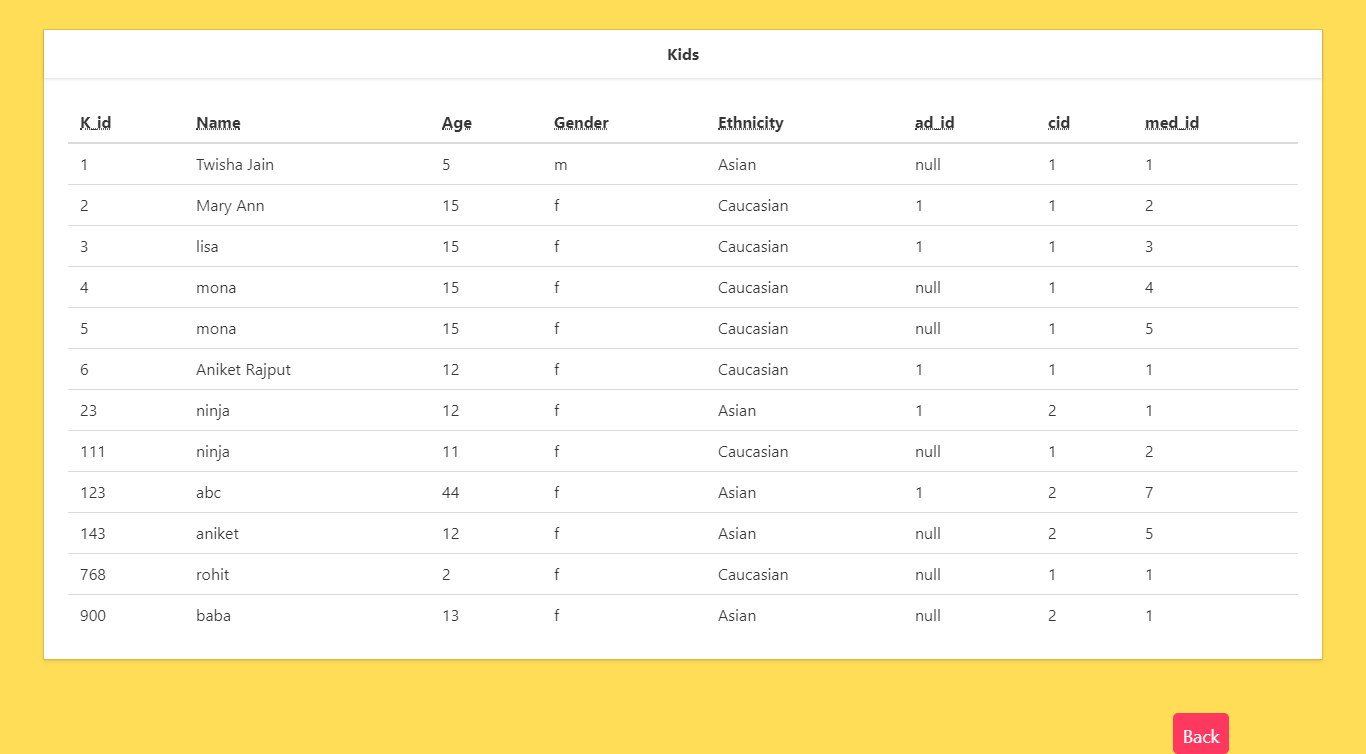 Kids
K_id Name Age Gender Ethnicity ad_id cid med_id
1 Twisha Jain 5 m Asian null 1 1
2 Mary Ann 15 f Caucasian 1 1 2
3 lisa 15 f Caucasian 1 1 3
4 mona 15 f Caucasian null 1 4
5 mona 15 f Caucasian null 1 5
6 Aniket Rajput 12 f Caucasian 1 1 1
23 ninja 12 f Asian 1 2 1
111 ninja 11 f Caucasian null 1 2
123 abc 44 f Asian 1 2 7
143 aniket 12 f Asian null 2 5
768 rohit 2 f Caucasian null 1 1
900 baba 13 f Asian null 2 1
Back